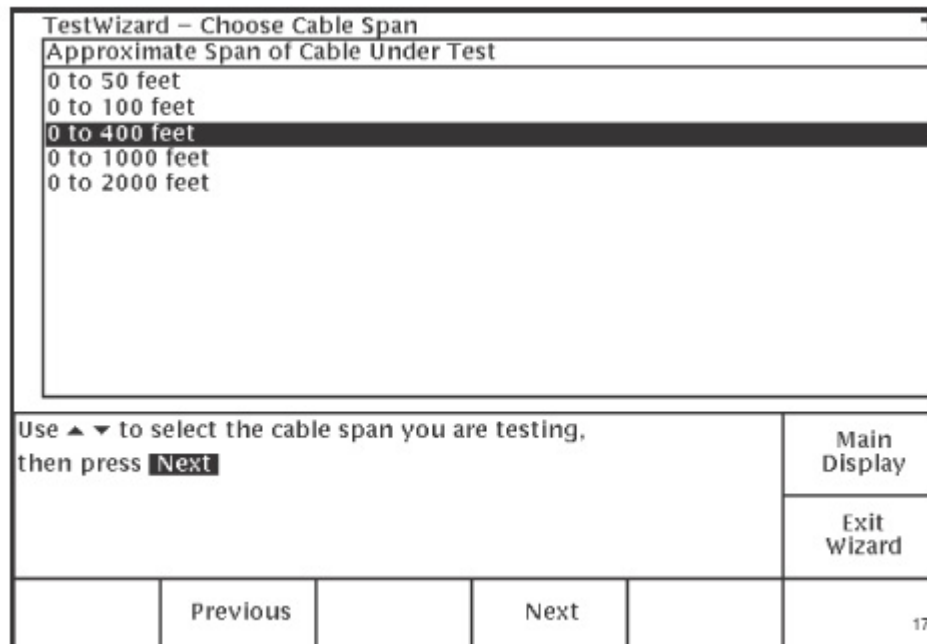 TestWizard – Choose Cable Span
Approximate Span of Cable Under Test
0 to 50 feet
0 to 100 feet
0 to 400 feet
0 to 1000 feet
0 to 2000 feet
Use ▲ ▼ to select the cable span you are testing,
then press Next
Main
Display
Exit
Wizard
Previous
Next
17